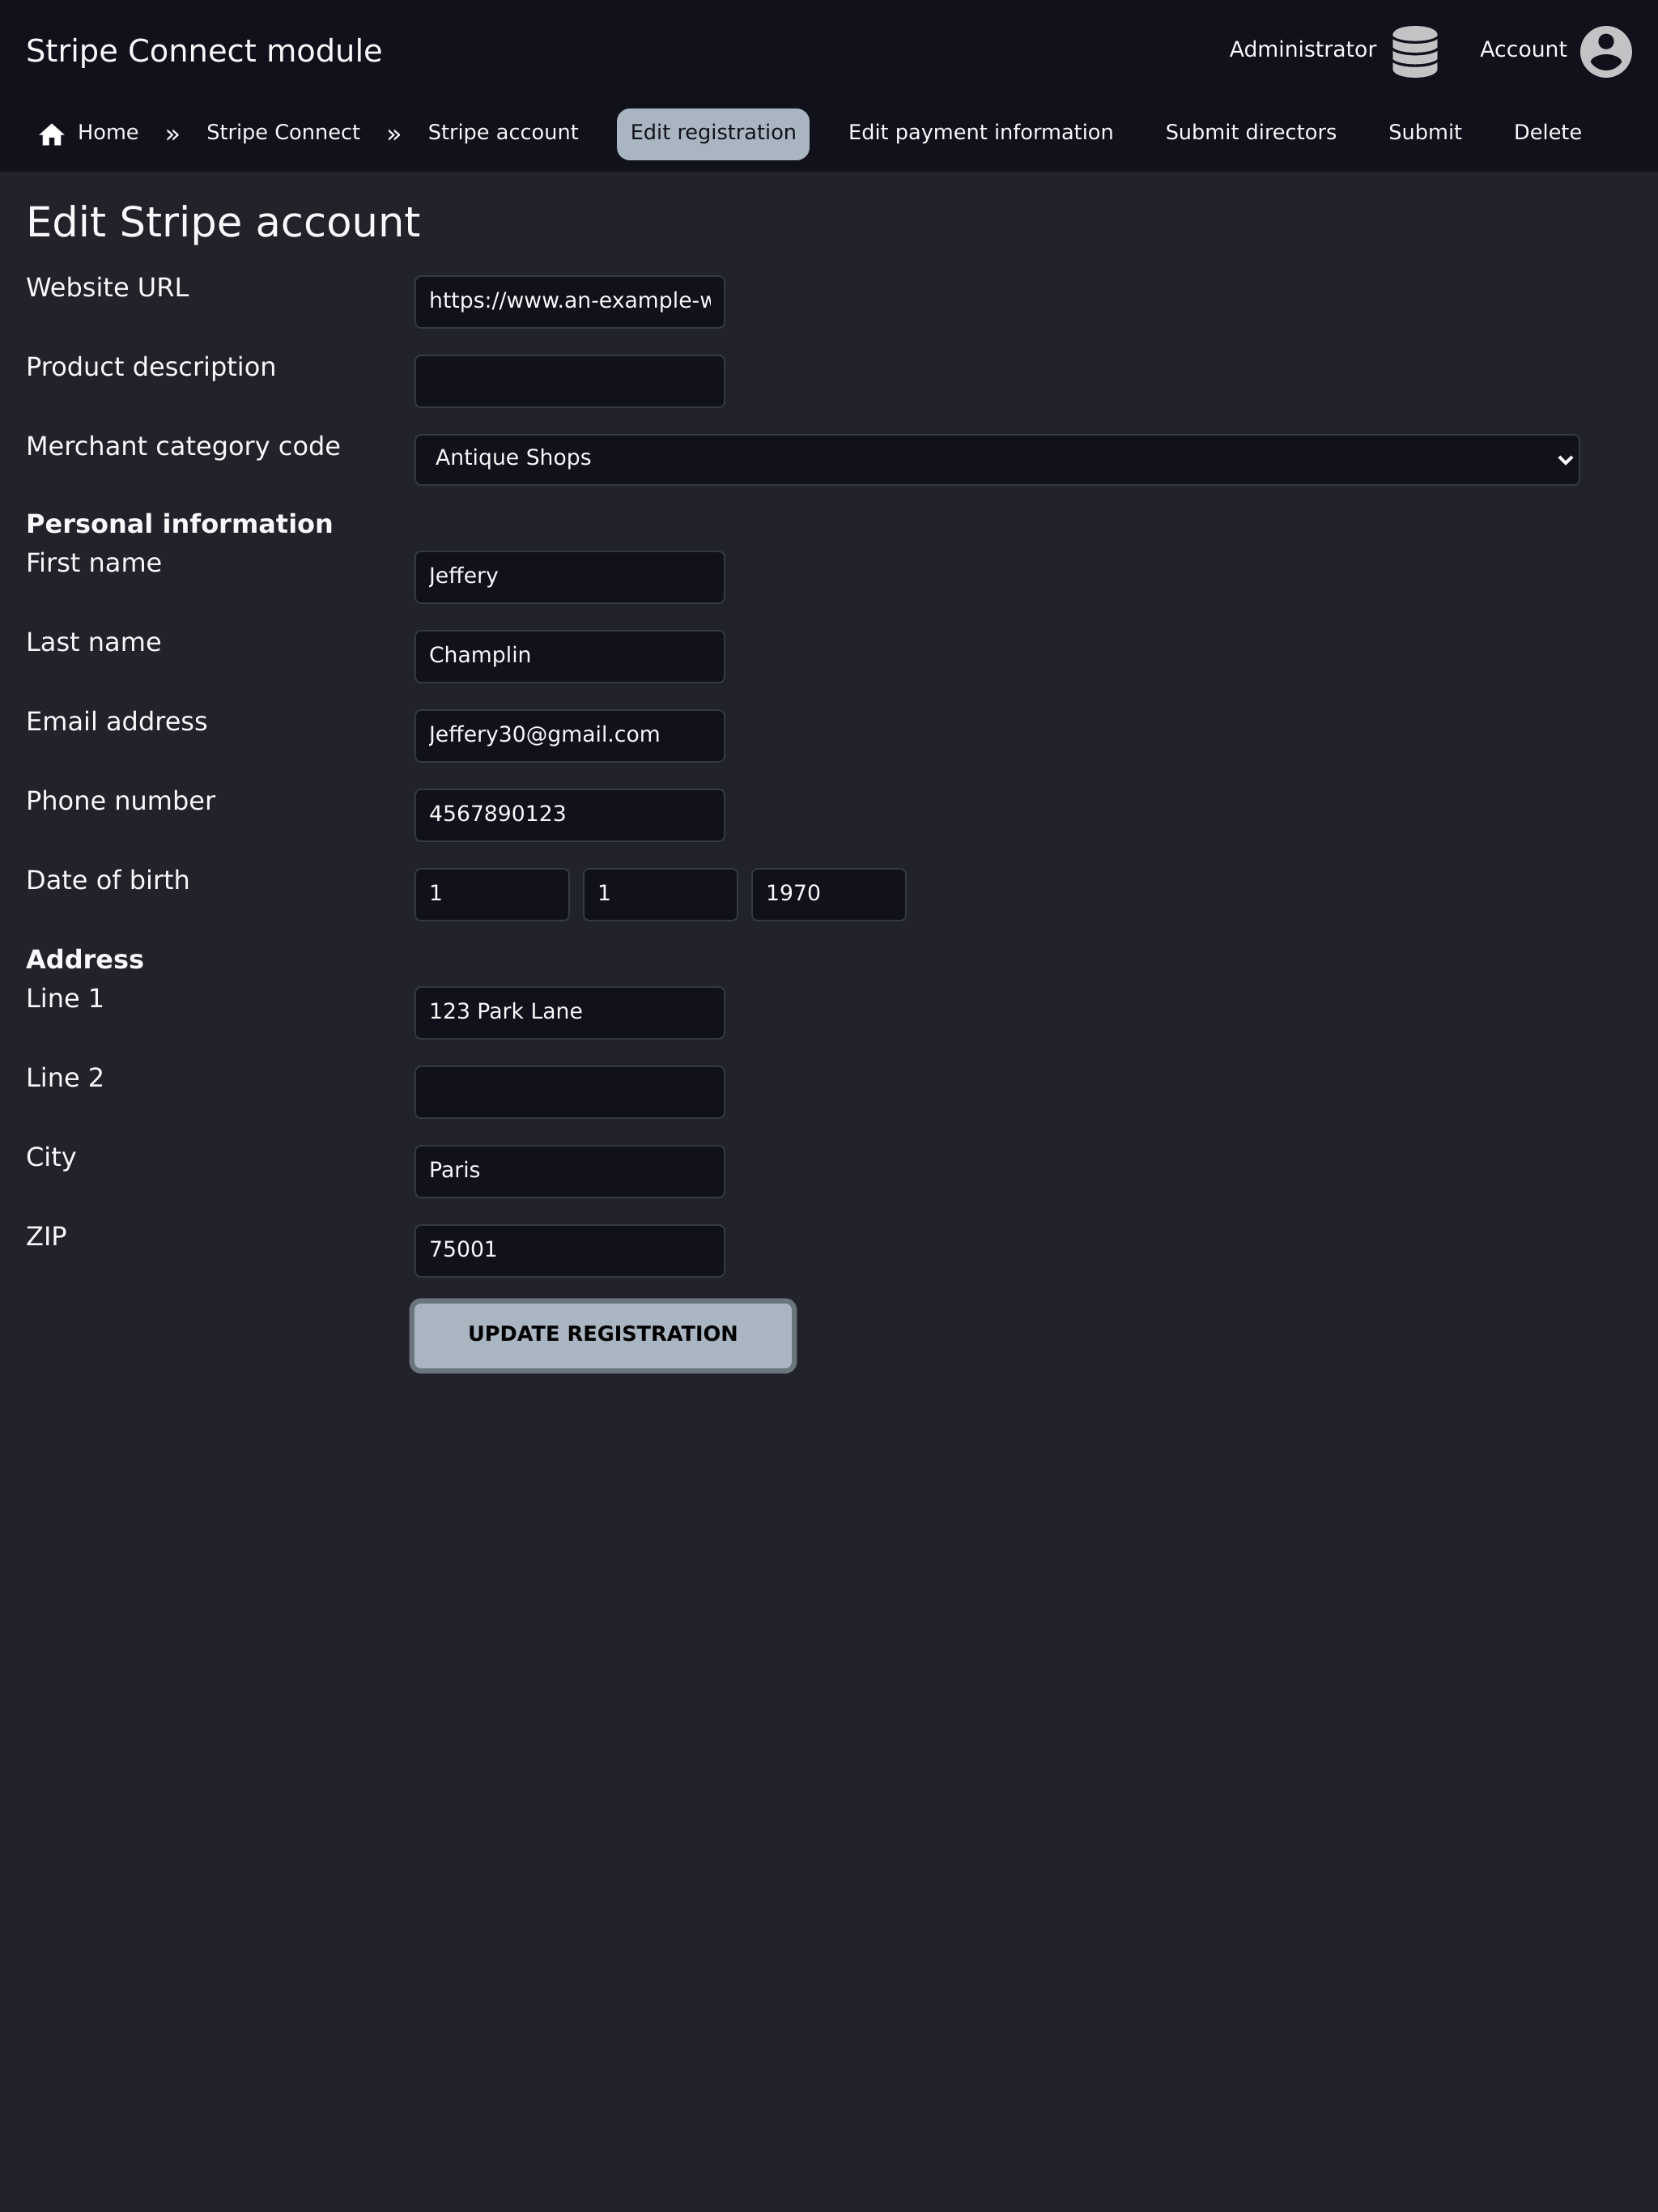 Stripe Connect module
Administrator
Account
Home » Stripe Connect » Stripe account Edit registration Edit payment information Submit directors Submit Delete
Edit Stripe account
Website URL https://www.an-example-w
Product description
Merchant category code Antique Shops
Personal information
First name Jeffery
Last name Champlin
Email address Jeffery30@gmail.com
Phone number 4567890123
Date of birth 1 1 1970
Address
Line 1 123 Park Lane
Line 2
City Paris
ZIP 75001
UPDATE REGISTRATION